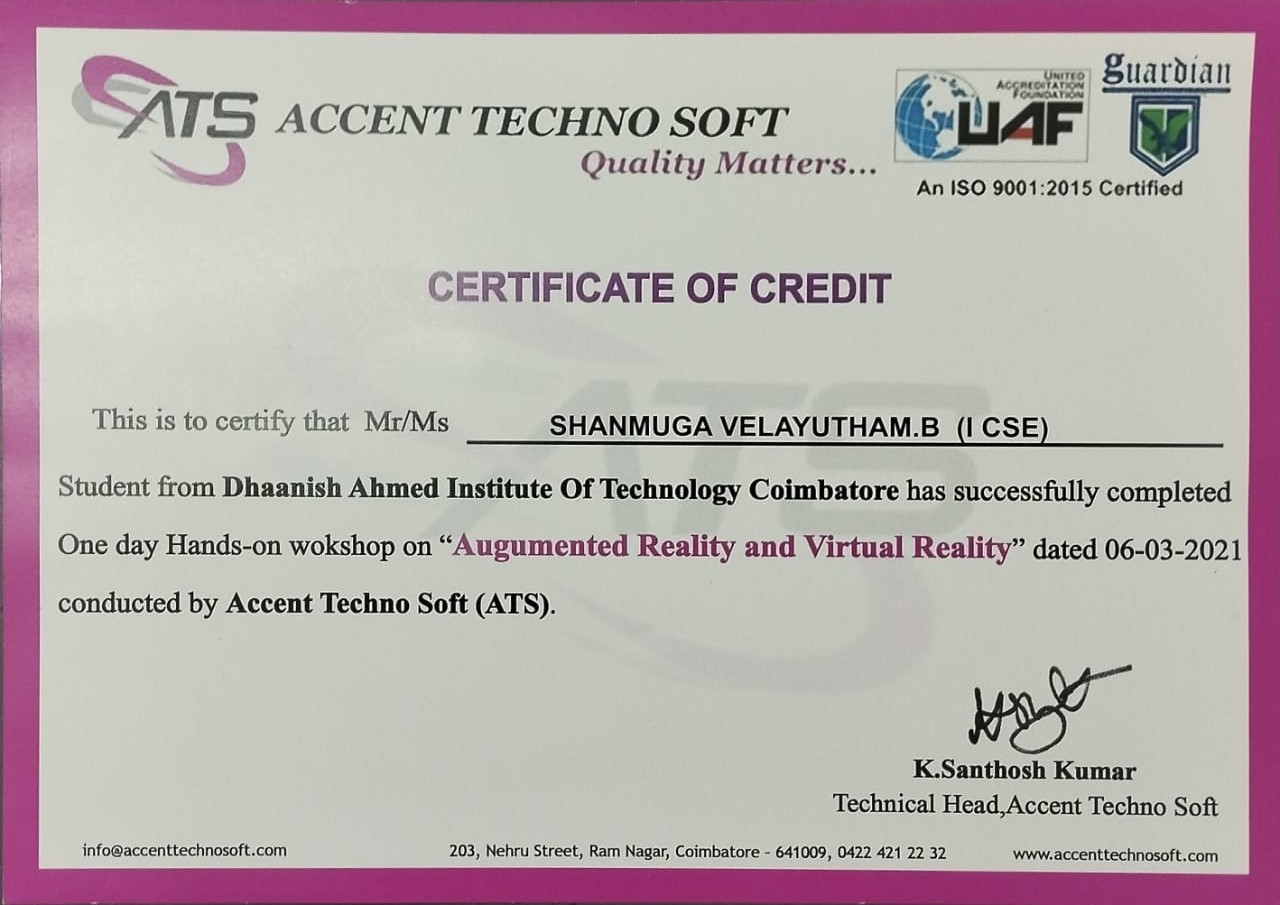 ATS ACCENT TECHNO SOFT
Quality Matters...
UNITED
ACCREDITATION
FOUNDATION
UAF
guardian
An ISO 9001:2015 Certified
CERTIFICATE OF CREDIT
This is to certify that Mr/Ms SHANMUGA VELAYUTHAM.B (I CSE)
Student from Dhaanish Ahmed Institute Of Technology Coimbatore has successfully completed
One day Hands-on wokshop on “Augumented Reality and Virtual Reality” dated 06-03-2021
conducted by Accent Techno Soft (ATS).
K.Santhosh Kumar
Technical Head,Accent Techno Soft
info@accenttechnosoft.com 203, Nehru Street, Ram Nagar, Coimbatore - 641009, 0422 421 22 32 www.accenttechnosoft.com